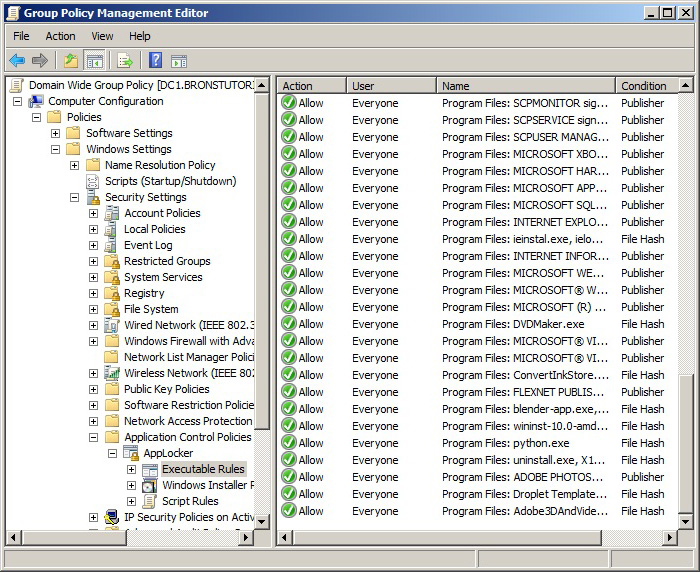 Group Policy Management Editor
File Action View Help
Domain Wide Group Policy [DC1.BRONSTUTOR
Computer Configuration
Policies
Software Settings
Windows Settings
Name Resolution Policy
Scripts (Startup/Shutdown)
Security Settings
Account Policies
Local Policies
Event Log
Restricted Groups
System Services
Registry
File System
Wired Network (IEEE 802.3
Windows Firewall with Adva
Network List Manager Polici
Wireless Network (IEEE 802
Public Key Policies
Software Restriction Policie
Network Access Protection
Application Control Policies
AppLocker
Executable Rules
Windows Installer R
Script Rules
IP Security Policies on Activ
Action User Name Condition
Allow Everyone Program Files: SCPMONITOR sig... Publisher
Allow Everyone Program Files: SCPSERVICE sign... Publisher
Allow Everyone Program Files: SCPUSER MANAG... Publisher
Allow Everyone Program Files: MICROSOFT XBO... Publisher
Allow Everyone Program Files: MICROSOFT HAR... Publisher
Allow Everyone Program Files: MICROSOFT APP... Publisher
Allow Everyone Program Files: MICROSOFT SQL... Publisher
Allow Everyone Program Files: INTERNET EXPLO... Publisher
Allow Everyone Program Files: ieinstal.exe, ielo... File Hash
Allow Everyone Program Files: INTERNET INFOR... Publisher
Allow Everyone Program Files: MICROSOFT WE... Publisher
Allow Everyone Program Files: MICROSOFT® W... Publisher
Allow Everyone Program Files: MICROSOFT (R) ... Publisher
Allow Everyone Program Files: DVDMaker.exe File Hash
Allow Everyone Program Files: MICROSOFT® VI... Publisher
Allow Everyone Program Files: MICROSOFT® VI... Publisher
Allow Everyone Program Files: ConvertInkStore.... File Hash
Allow Everyone Program Files: FLEXNET PUBLIS... Publisher
Allow Everyone Program Files: blender-app.exe,... File Hash
Allow Everyone Program Files: wininst-10.0-amd... File Hash
Allow Everyone Program Files: python.exe File Hash
Allow Everyone Program Files: uninstall.exe, X1... File Hash
Allow Everyone Program Files: ADOBE PHOTOS... Publisher
Allow Everyone Program Files: Droplet Template... File Hash
Allow Everyone Program Files: Adobe3DAndVide... File Hash